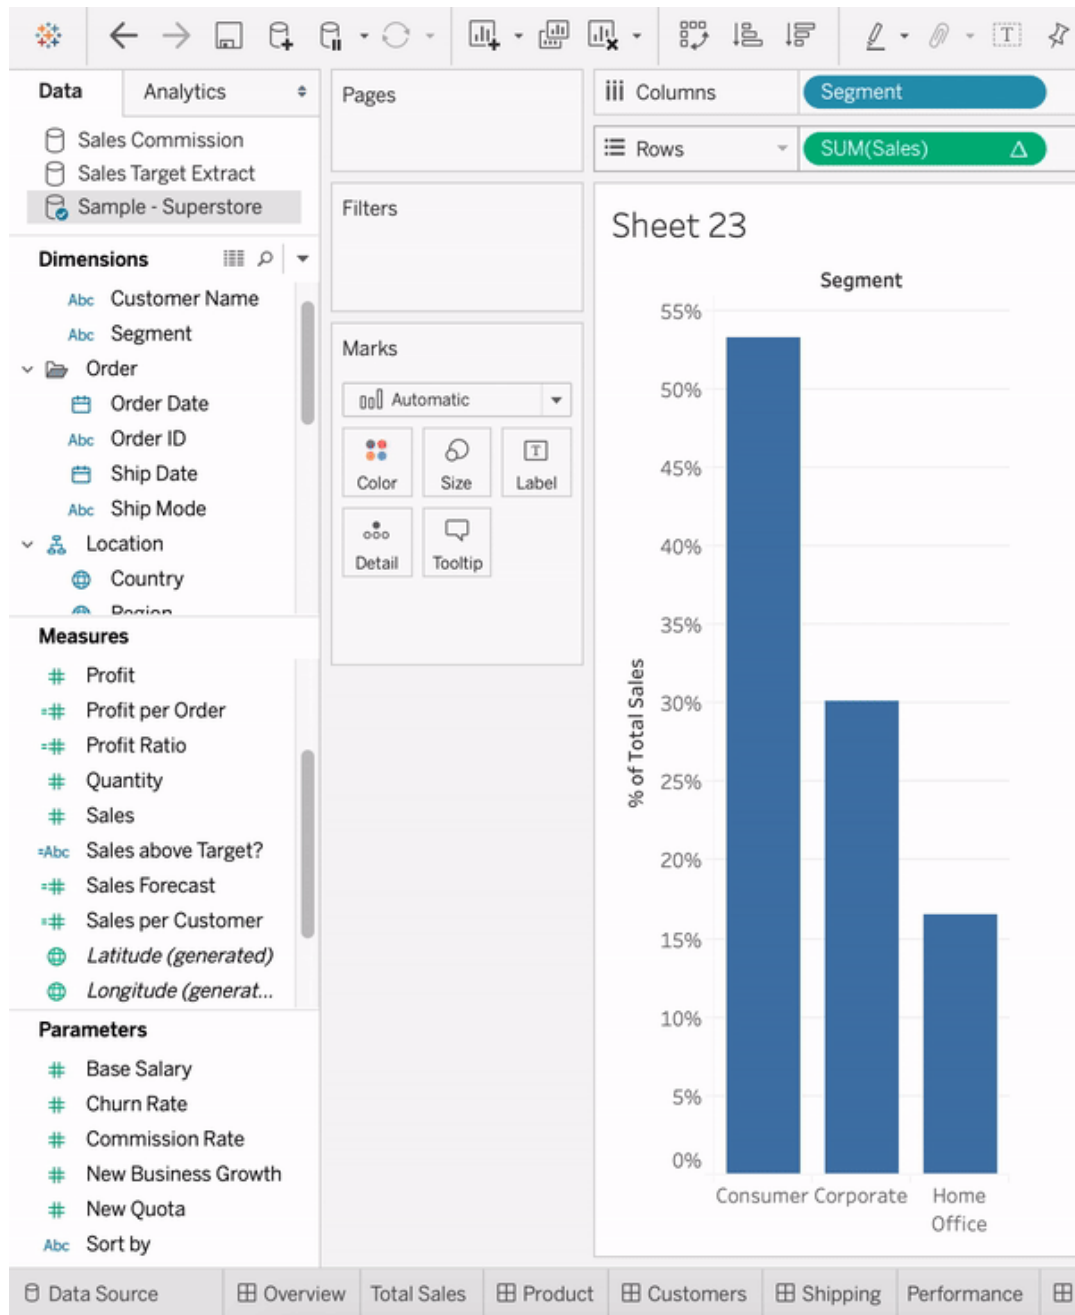 Data
Analytics
Sales Commission
Sales Target Extract
Sample - Superstore
Dimensions
Abc Customer Name
Abc Segment
Order
Order Date
Abc Order ID
Ship Date
Abc Ship Mode
Location
Country
Region
Measures
# Profit
=# Profit per Order
=# Profit Ratio
# Quantity
# Sales
=Abc Sales above Target?
=# Sales Forecast
=# Sales per Customer
Latitude (generated)
Longitude (generat...
Parameters
# Base Salary
# Churn Rate
# Commission Rate
# New Business Growth
# New Quota
Abc Sort by
Pages
Filters
Marks
Automatic
Color Size T Label
Detail Tooltip
T
Columns Segment
Rows SUM(Sales) Δ
Sheet 23
Segment
55%
50%
45%
40%
35%
30%
25%
20%
15%
10%
5%
0%
% of Total Sales
Consumer Corporate Home
Office
Data Source Overview Total Sales Product Customers Shipping Performance